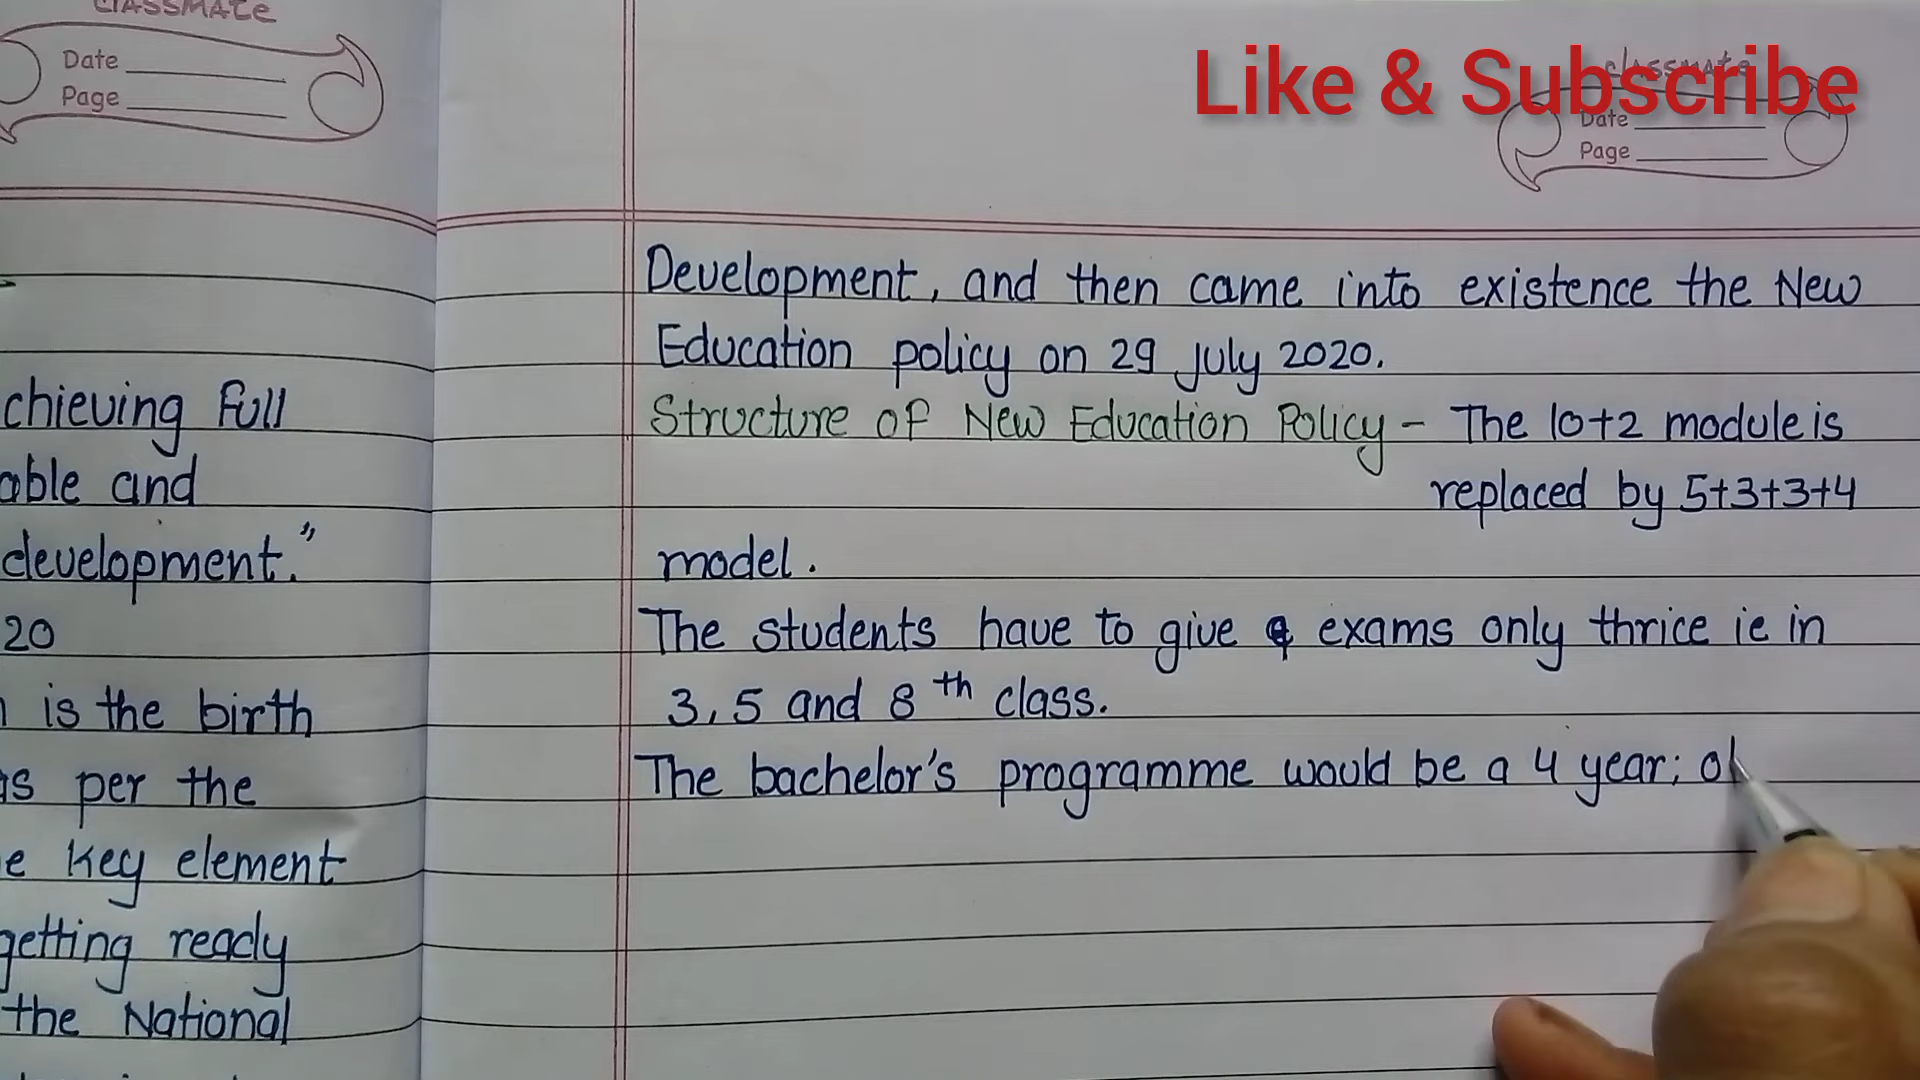 classmate
Date
Page
chieving full
able and
development."
20
is the birth
as per the
e key element
getting ready
the National
Like & Subscribe
classmate
Date
Page
Development, and then came into existence the New
Education policy on 29 july 2020.
Structure of New Education Policy - The 10+2 module is
replaced by 5+3+3+4
model.
The students have to give exams only thrice ie in
3, 5 and 8th class.
The bachelor's programme would be a 4 year;